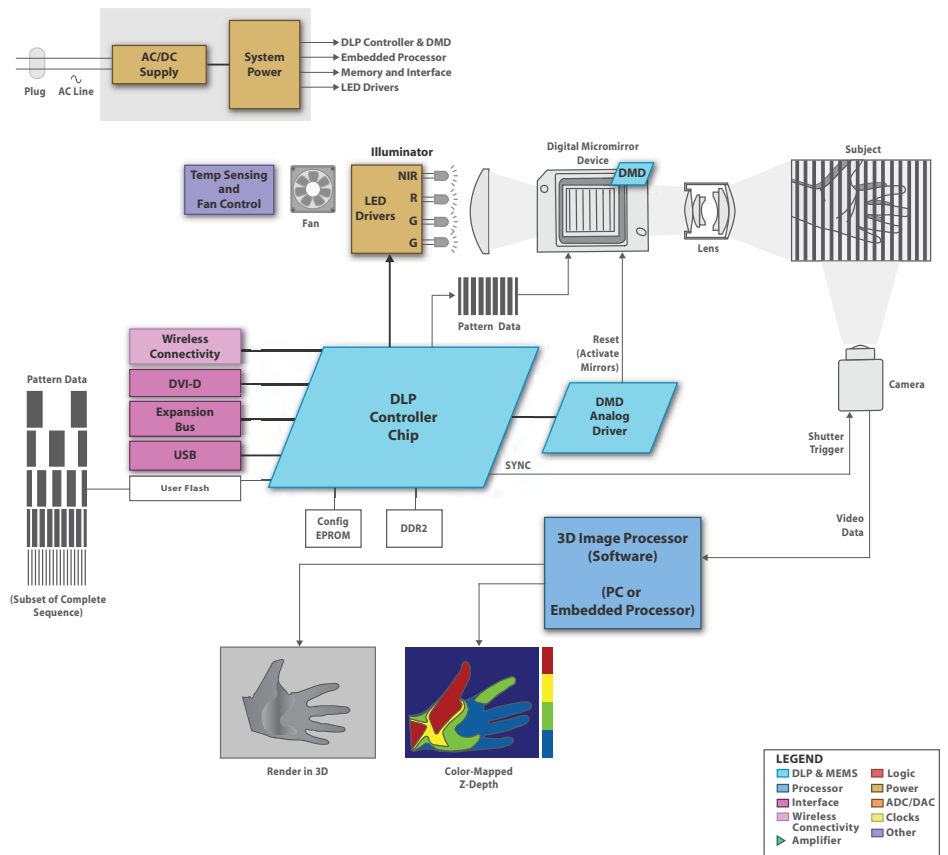 AC/DC
Supply
System
Power
DLP Controller & DMD
Embedded Processor
Memory and Interface
LED Drivers
Plug
AC Line
Temp Sensing
and
Fan Control
Fan
Illuminator
LED
Drivers
NIR
R
G
G
Digital Micromirror
Device
DMD
Lens
Subject
Pattern Data
Reset
(Activate
Mirrors)
Camera
Wireless
Connectivity
DVI-D
Expansion
Bus
USB
User Flash
Pattern Data
(Subset of Complete
Sequence)
DLP
Controller
Chip
DMD
Analog
Driver
SYNC
Shutter
Trigger
Video
Data
Config
EPROM
DDR2
3D Image Processor
(Software)
(PC or
Embedded Processor)
Render in 3D
Color-Mapped
Z-Depth
LEGEND
DLP & MEMS
Processor
Interface
Wireless
Connectivity
Amplifier
Logic
Power
ADC/DAC
Clocks
Other